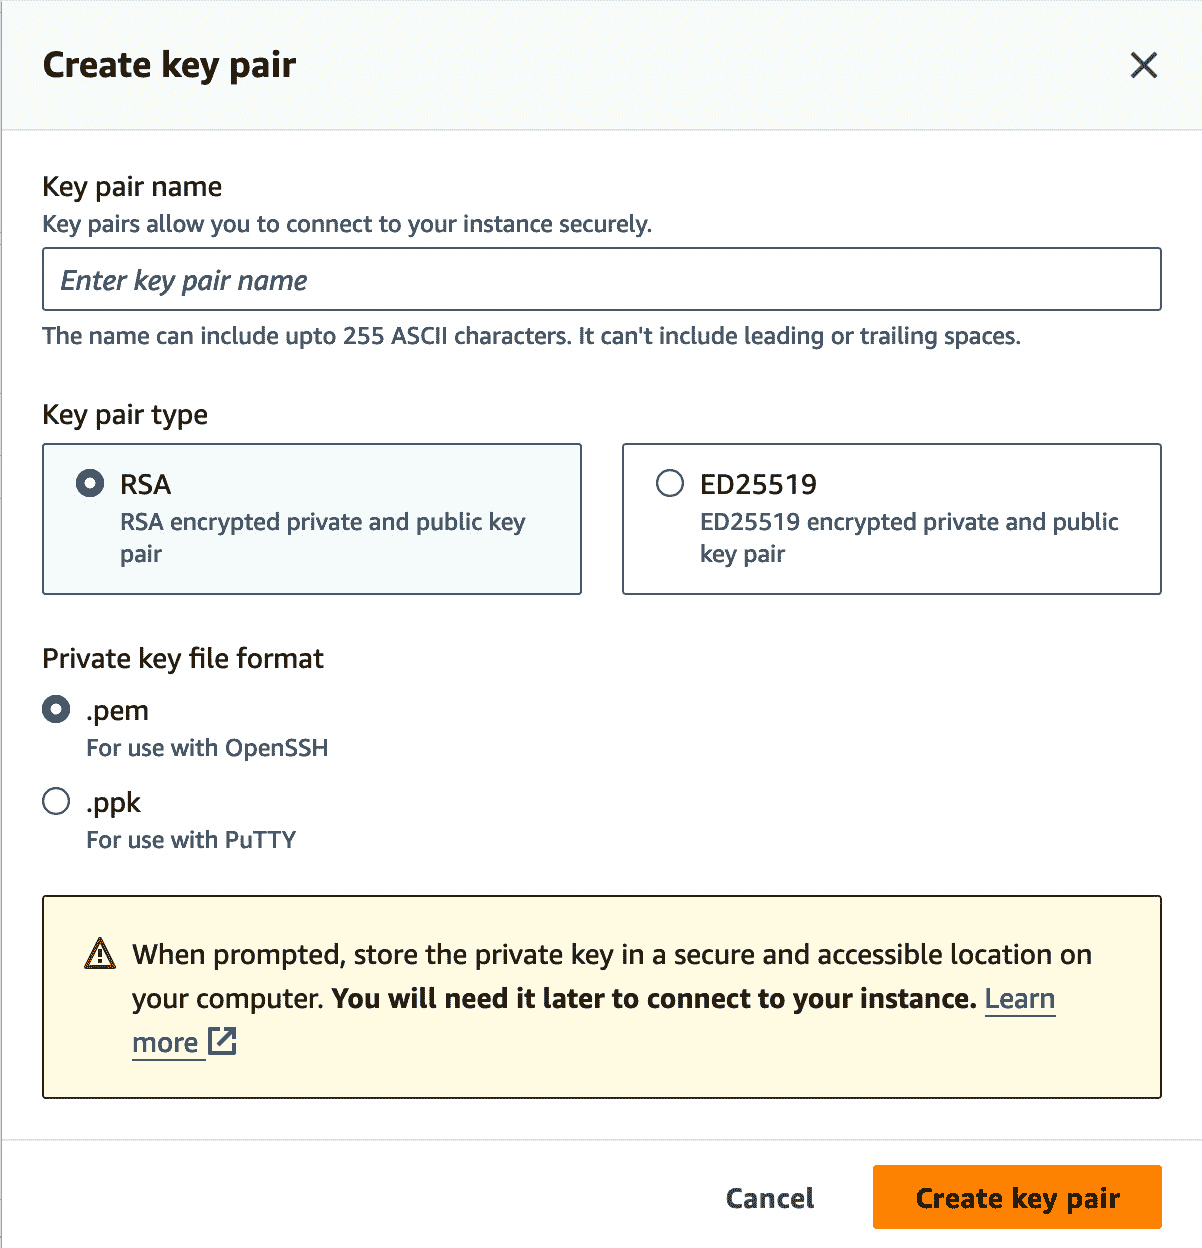 Create key pair
Key pair name
Key pairs allow you to connect to your instance securely.
Enter key pair name
The name can include upto 255 ASCII characters. It can't include leading or trailing spaces.
Key pair type
RSA
RSA encrypted private and public key
pair
ED25519
ED25519 encrypted private and public
key pair
Private key file format
.pem
For use with OpenSSH
.ppk
For use with PuTTY
When prompted, store the private key in a secure and accessible location on
your computer. You will need it later to connect to your instance. Learn
more
Cancel
Create key pair